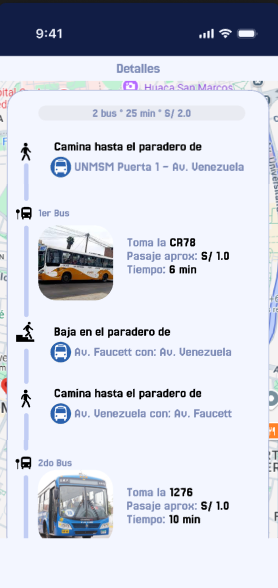 9:41
Detalles
Huaca San Marcos
2 bus * 25 min * S/ 2.0
Camina hasta el paradero de
UNMSM Puerta 1 - Av. Venezuela
1er Bus
Toma la CR78
Pasaje aprox: S/ 1.0
Tiempo: 6 min
Baja en el paradero de
Av. Faucett con: Av. Venezuela
Camina hasta el paradero de
Av. Venezuela con: Av. Faucett
2do Bus
Toma la 1276
Pasaje aprox: S/ 1.0
Tiempo: 10 min